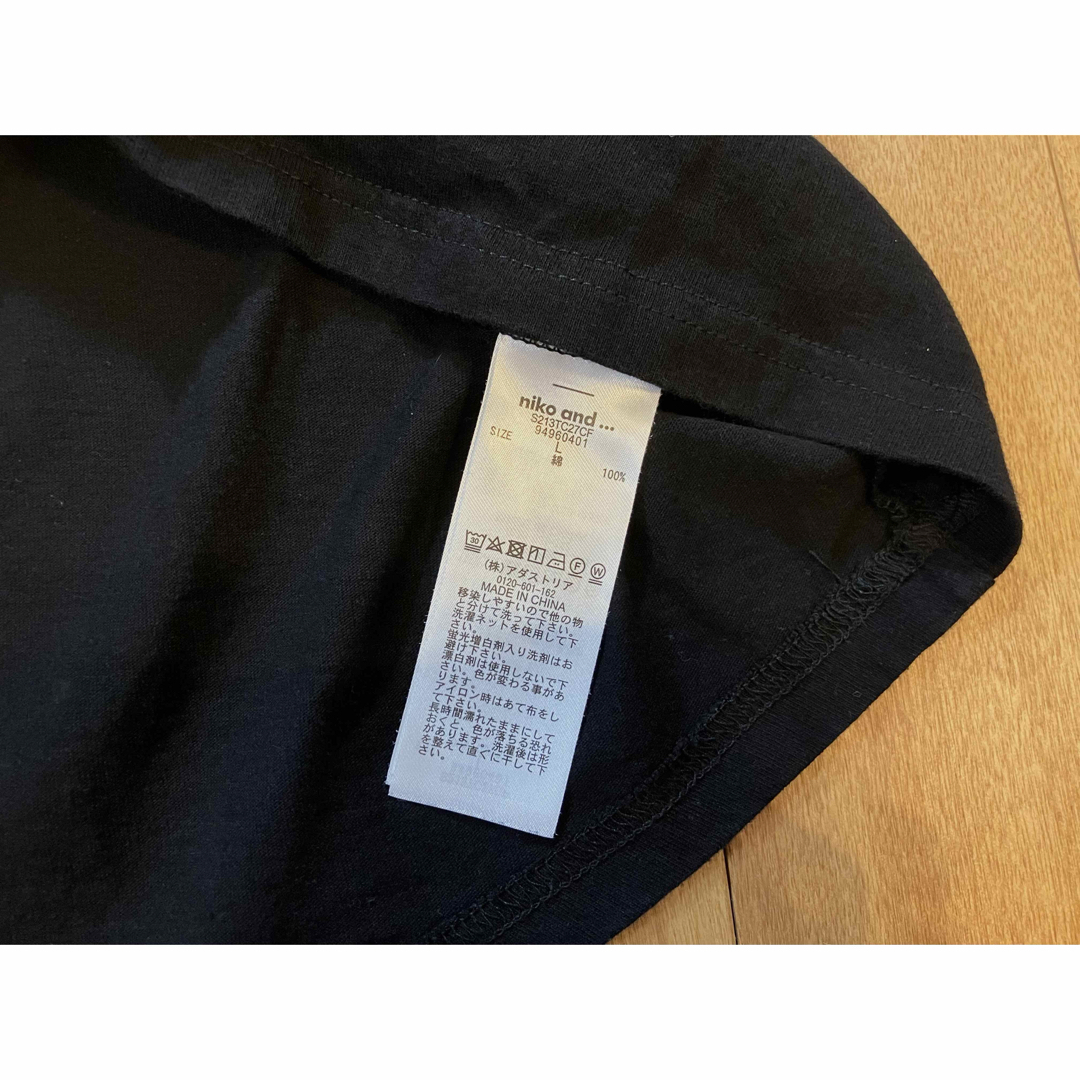 niko and ...
S213TC27CF
94960401
SIZE L
綿 100%
30
F W
(株)アダストリア
0120-601-162
MADE IN CHINA
移染しやすいので他の物
と分けて洗って下さい。
洗濯ネットを使用して下
さい。
蛍光増白剤入り洗剤はお
避け下さい。
漂白剤は使用しないで下
さい。色が変わる事があ
ります。
アイロン時はあて布をし
て下さい。
長時間濡れたままにして
おくと、色が落ちる恐れ
があります。洗濯後は形
を整えて直ぐに干して下
さい。